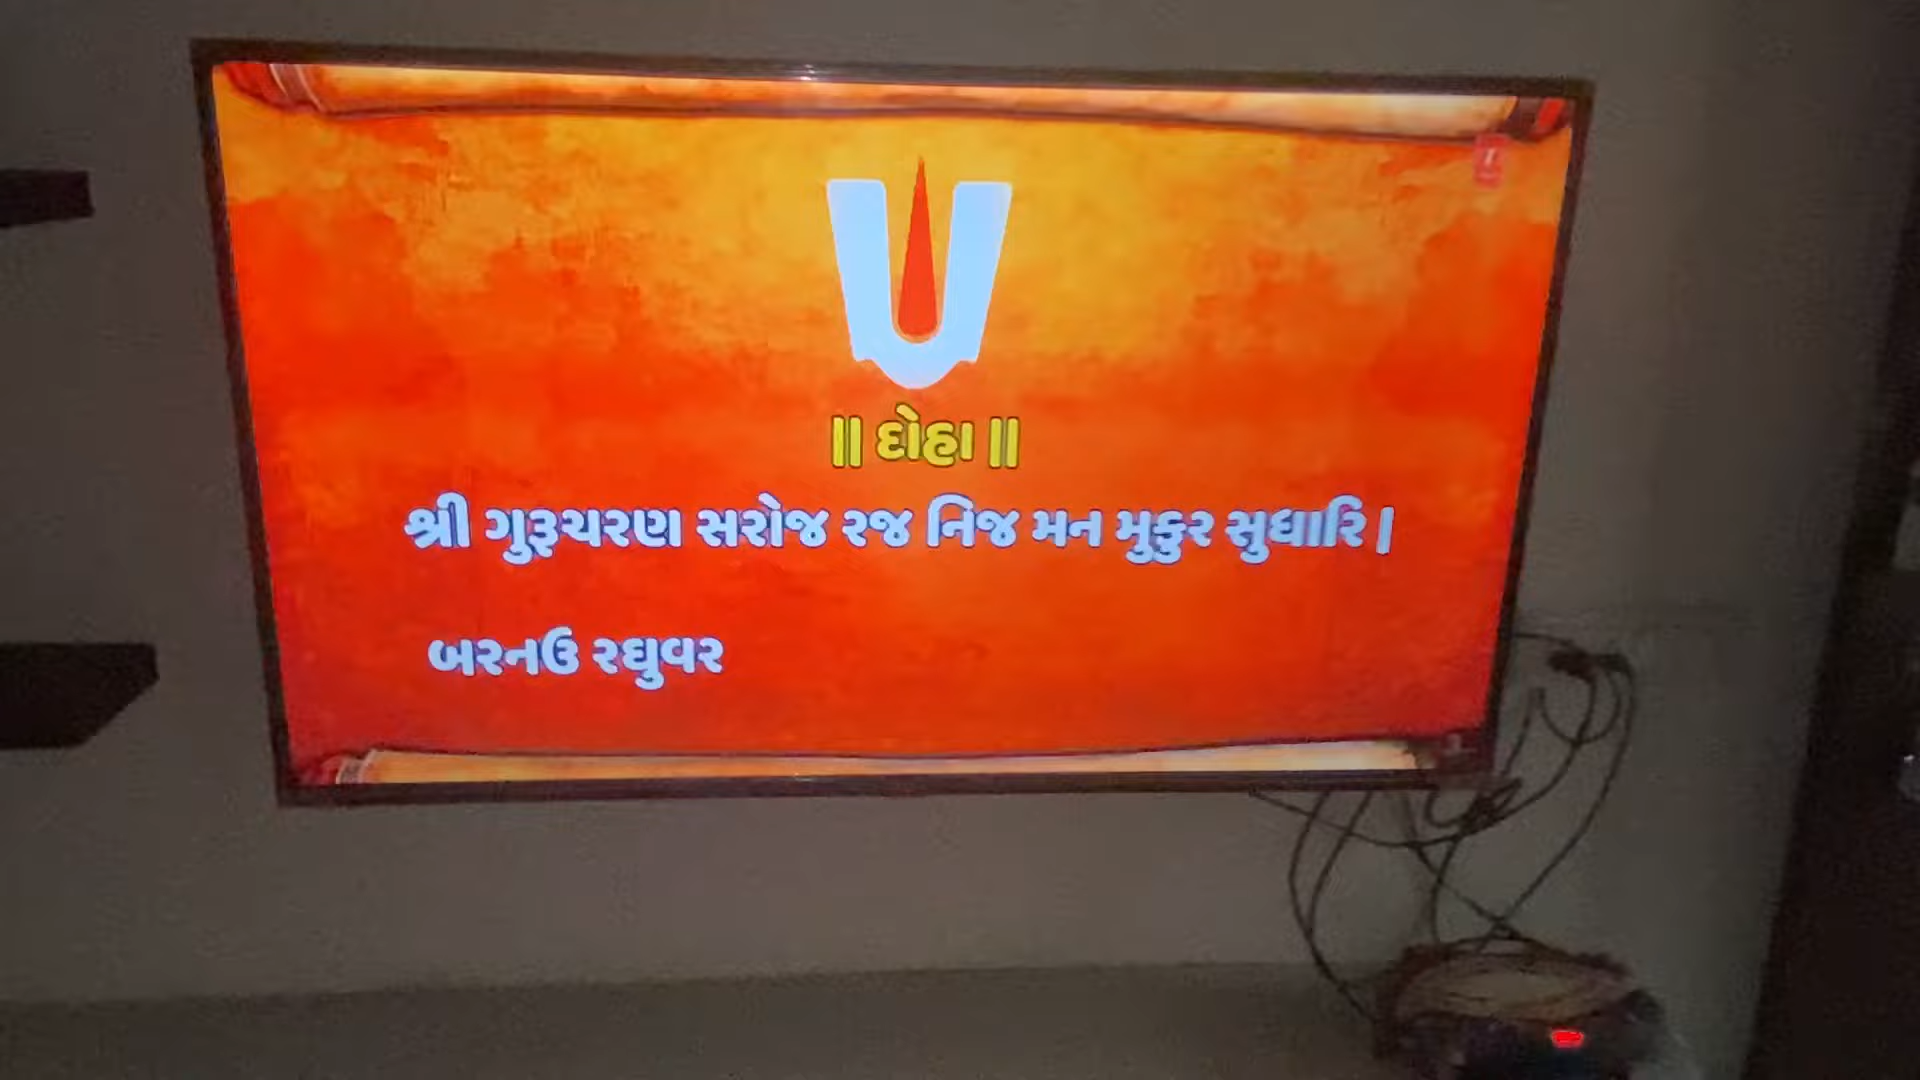 ॥ દોહા ॥
શ્રી ગુરૂચરણ સરોજ રજ નિજ મન મુકુર સુધારિ |
બરનઉ રઘુવર